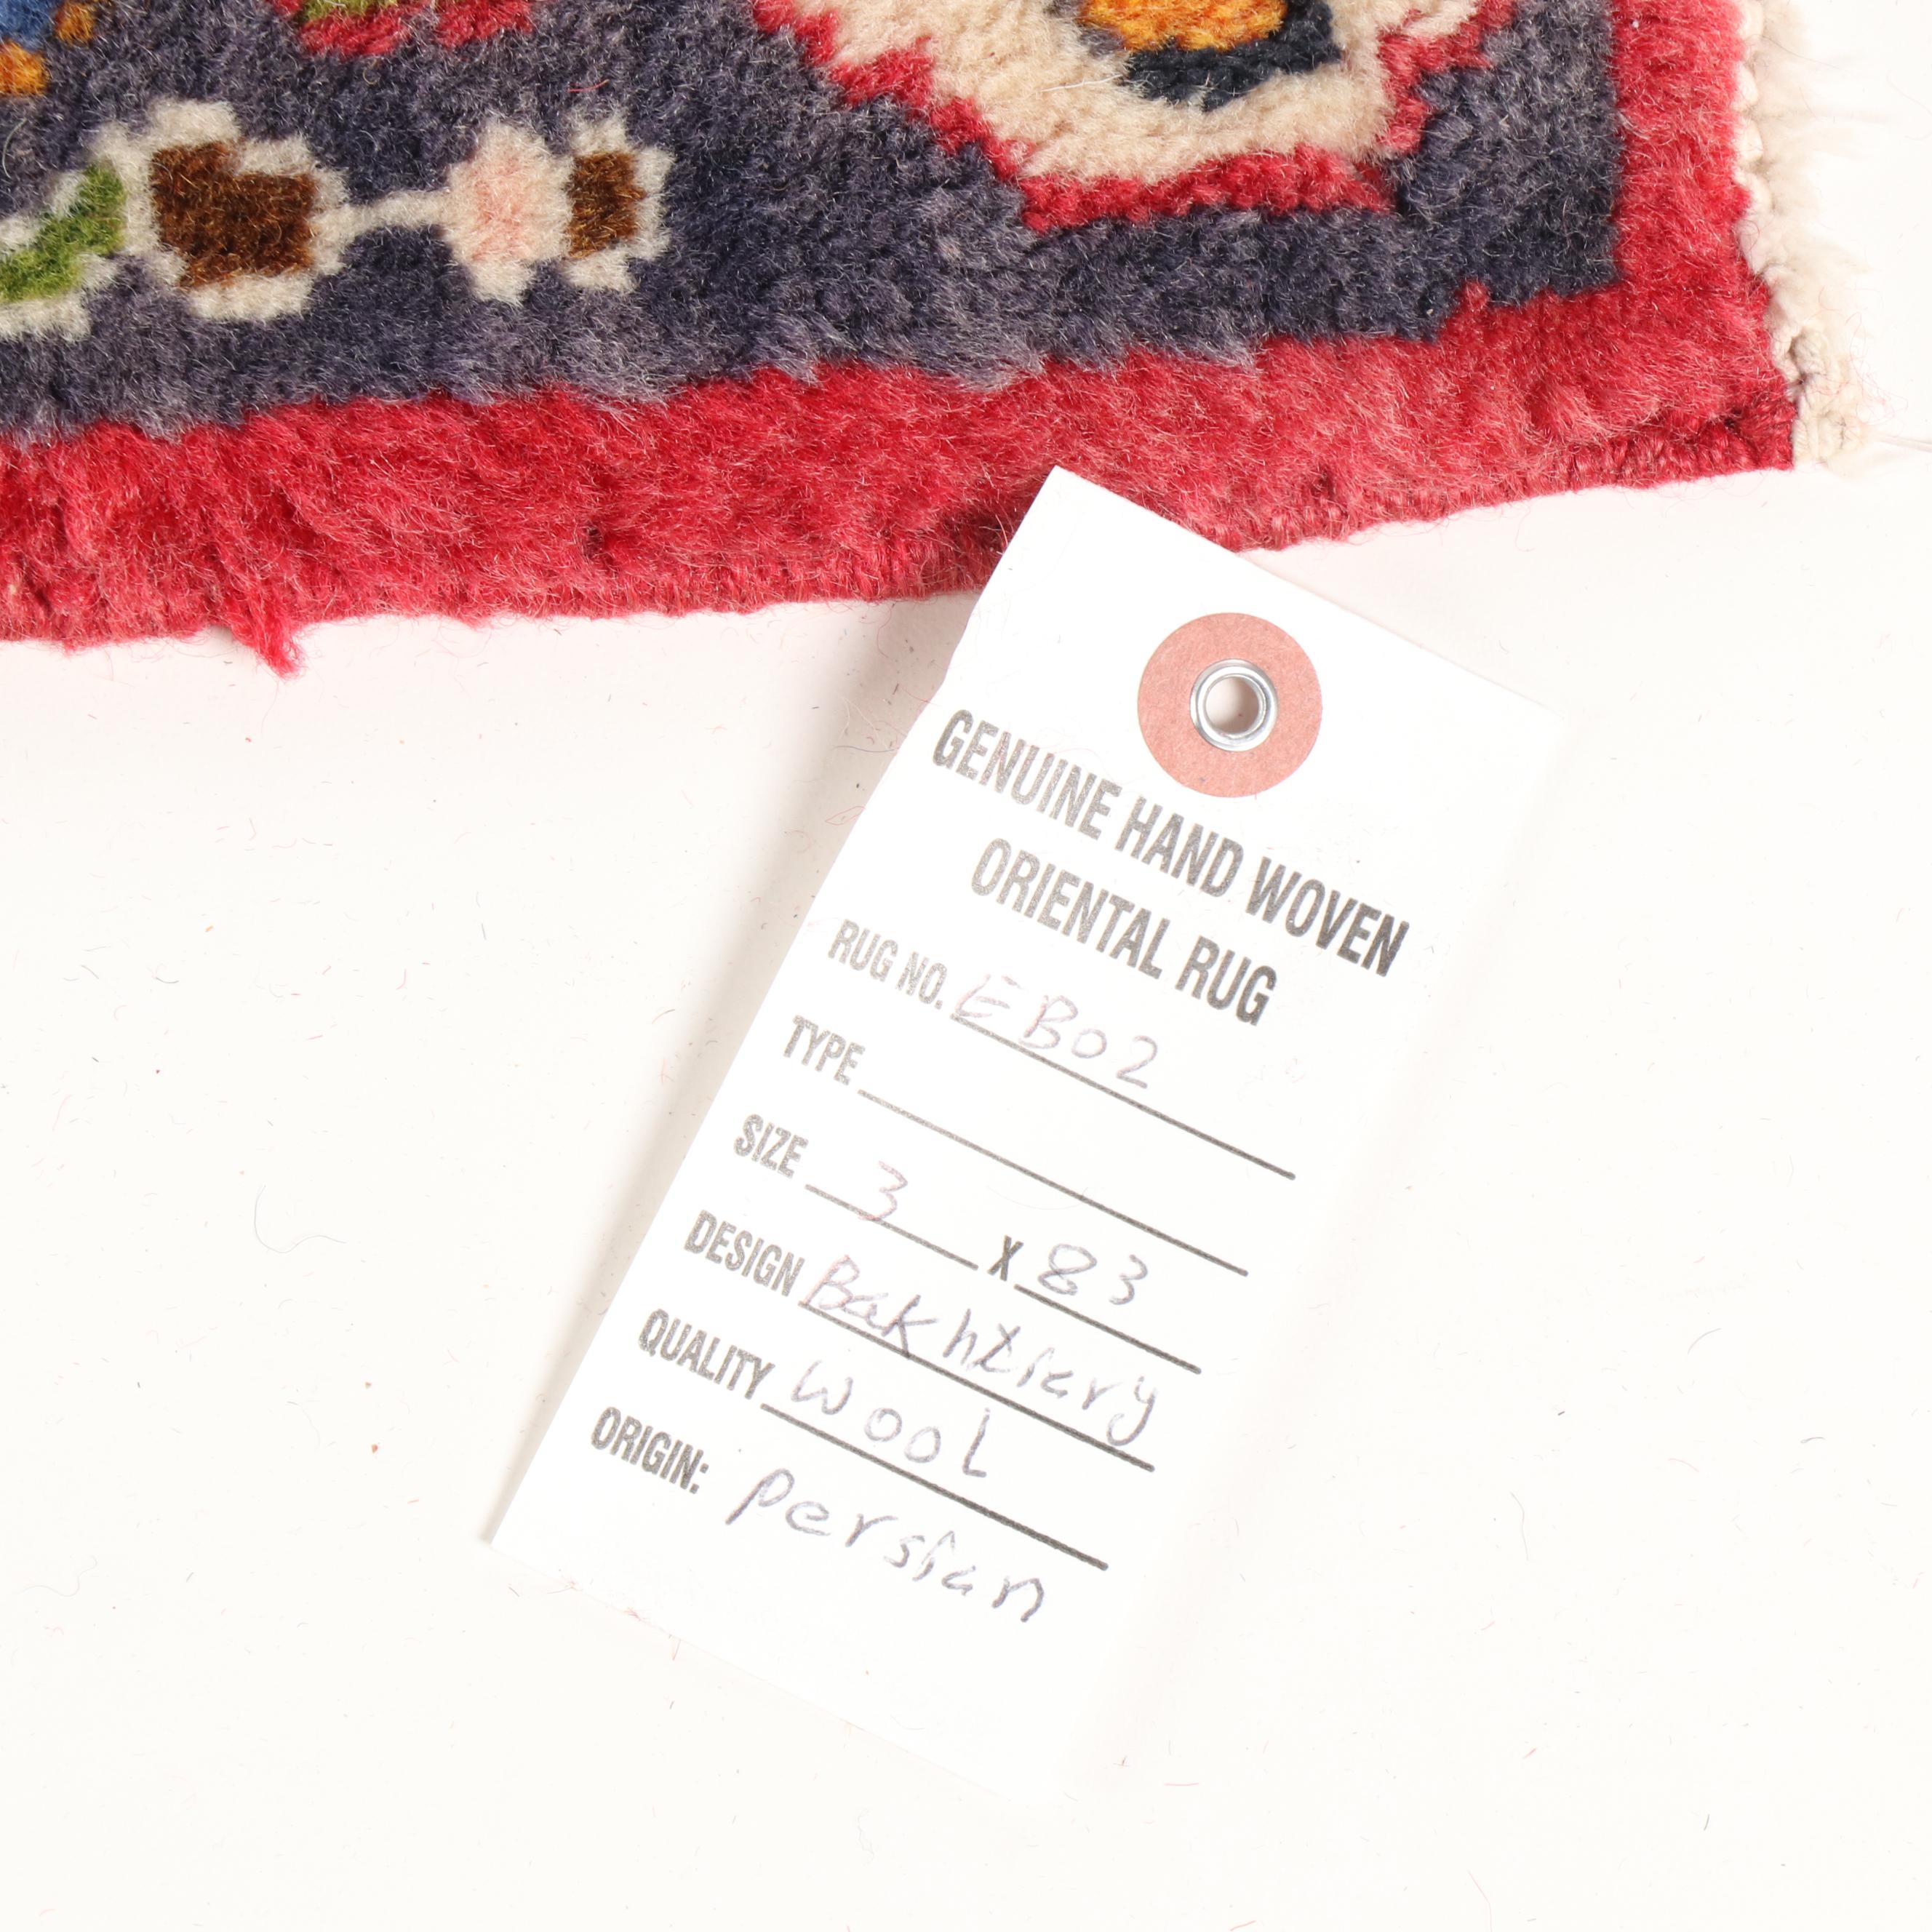 GENUINE HAND WOVEN
ORIENTAL RUG
RUG NO. EB02
TYPE
SIZE 3 X 83
DESIGN Bakhtiary
QUALITY Wool
ORIGIN: Persian